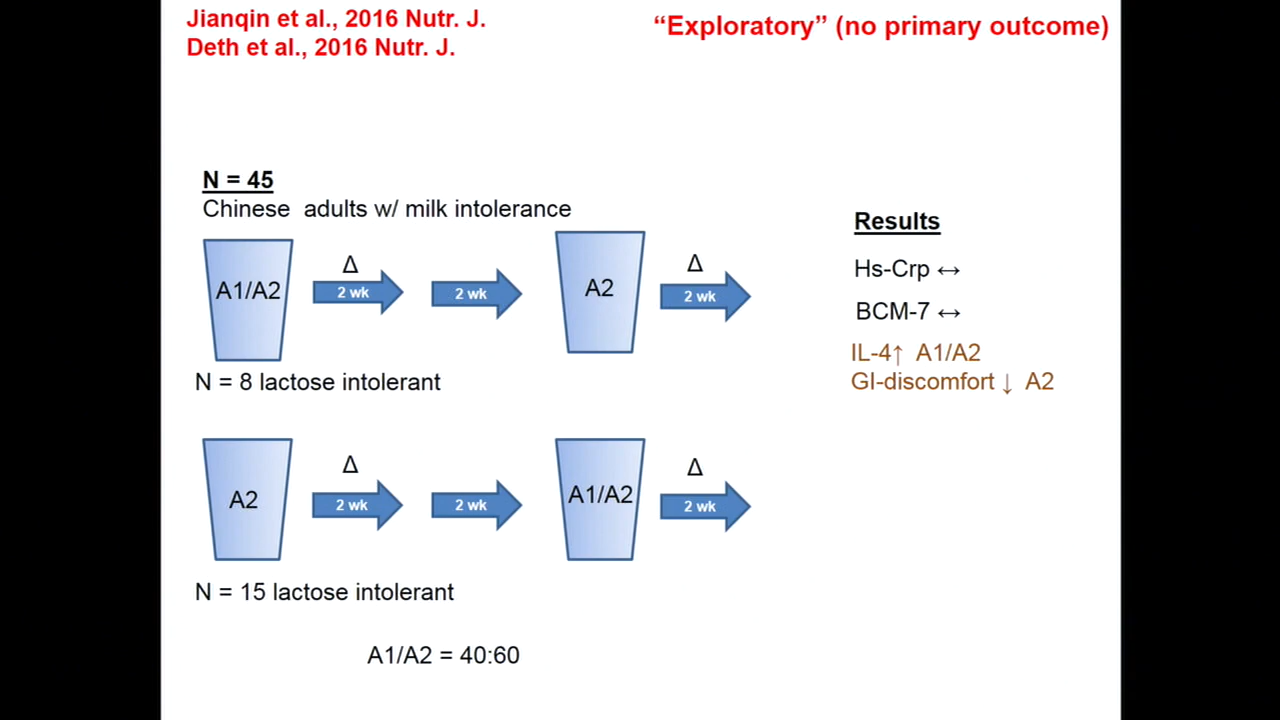 Jianqin et al., 2016 Nutr. J.
Deth et al., 2016 Nutr. J.
“Exploratory” (no primary outcome)
N = 45
Chinese adults w/ milk intolerance
A1/A2
Δ
2 wk
2 wk
A2
Δ
2 wk
N = 8 lactose intolerant
A2
Δ
2 wk
2 wk
A1/A2
Δ
2 wk
N = 15 lactose intolerant
A1/A2 = 40:60
Results
Hs-Crp ↔
BCM-7 ↔
IL-4↑ A1/A2
GI-discomfort ↓ A2